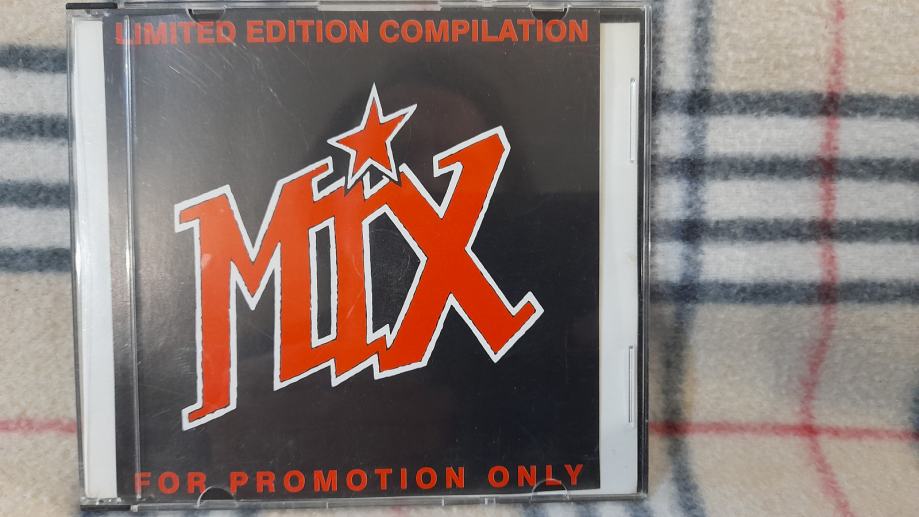 LIMITED EDITION COMPILATION
MIX
FOR PROMOTION ONLY